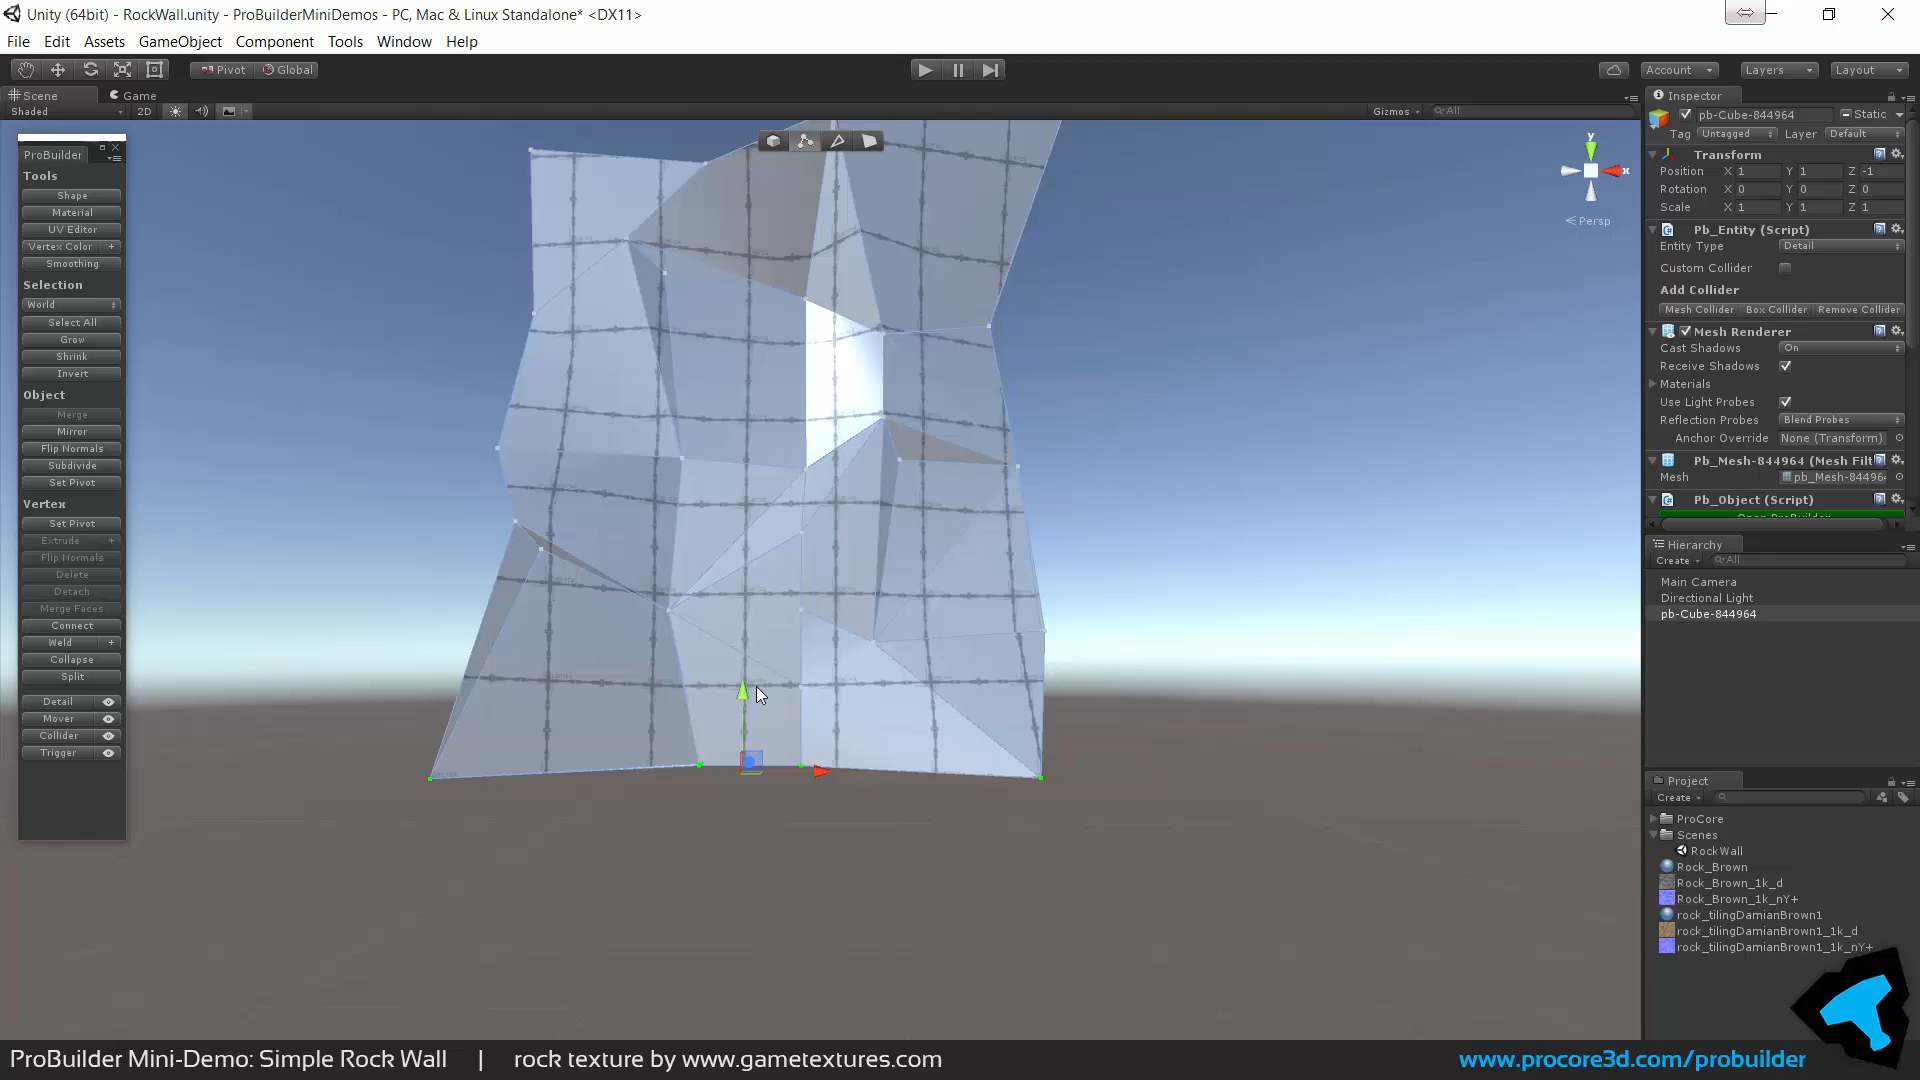 Unity (64bit) - RockWall.unity - ProBuilderMiniDemos - PC, Mac & Linux Standalone* <DX11>
File Edit Assets GameObject Component Tools Window Help
Pivot Global
Account Layers Layout
Scene Game
Shaded 2D Gizmos All
ProBuilder
Tools
Shape
Material
UV Editor
Vertex Color +
Smoothing
Selection
World
Select All
Grow
Shrink
Invert
Object
Merge
Mirror
Flip Normals
Subdivide
Set Pivot
Vertex
Set Pivot
Extrude +
Flip Normals
Delete
Detach
Merge Faces
Connect
Weld +
Collapse
Split
Detail
Mover
Collider
Trigger
y
x
Persp
Inspector
pb-Cube-844964 Static
Tag Untagged Layer Default
Transform
Position X 1 Y 1 Z -1
Rotation X 0 Y 0 Z 0
Scale X 1 Y 1 Z 1
Pb_Entity (Script)
Entity Type Detail
Custom Collider
Add Collider
Mesh Collider Box Collider Remove Collider
Mesh Renderer
Cast Shadows On
Receive Shadows
Materials
Use Light Probes
Reflection Probes Blend Probes
Anchor Override None (Transform)
Pb_Mesh-844964 (Mesh Filt
Mesh pb_Mesh-84496
Pb_Object (Script)
Hierarchy
Create All
Main Camera
Directional Light
pb-Cube-844964
Project
Create
ProCore
Scenes
RockWall
Rock_Brown
Rock_Brown_1k_d
Rock_Brown_1k_nY+
rock_tilingDamianBrown1
rock_tilingDamianBrown1_1k_d
rock_tilingDamianBrown1_1k_nY+
ProBuilder Mini-Demo: Simple Rock Wall | rock texture by www.gametextures.com
www.procore3d.com/probuilder